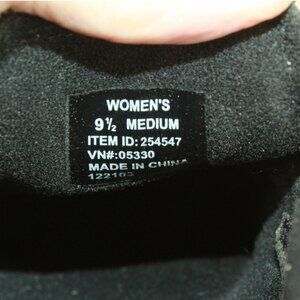 WOMEN'S
9½ MEDIUM
ITEM ID: 254547
VN#:05330
MADE IN CHINA